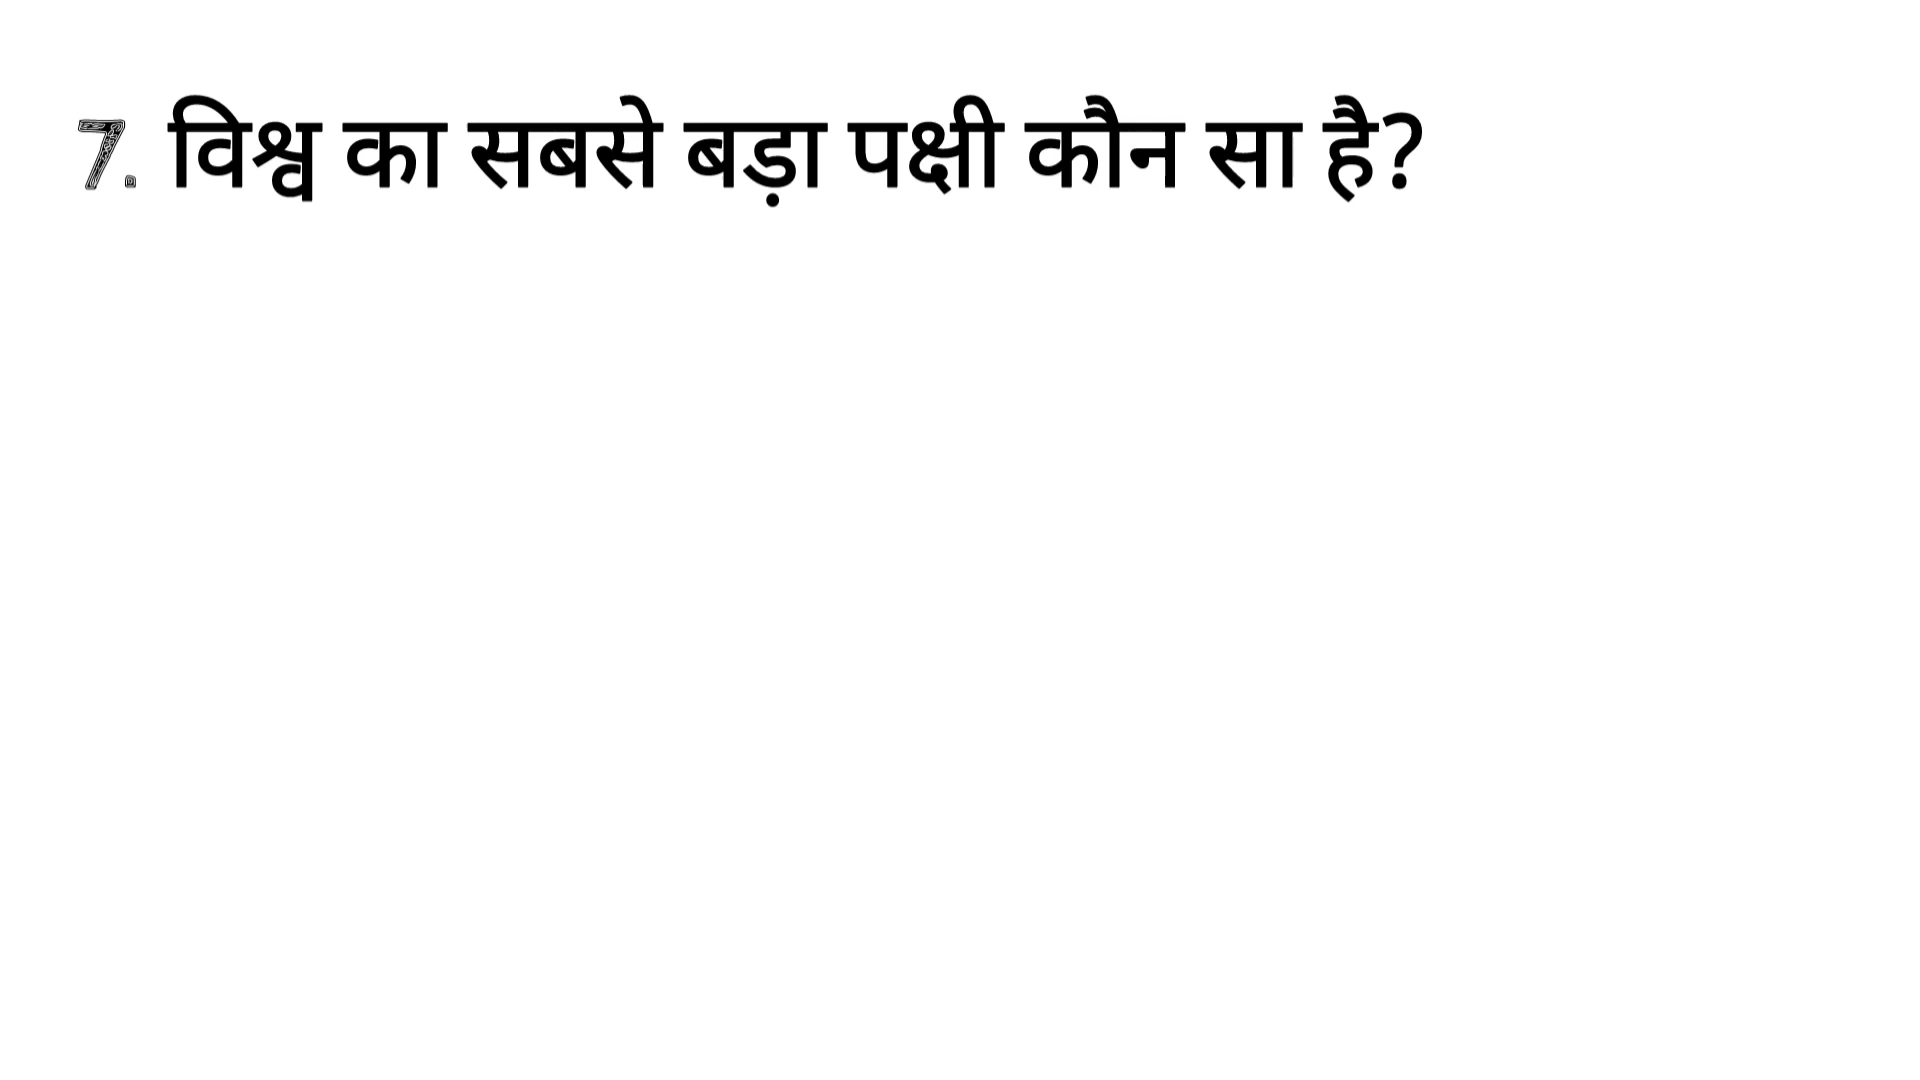 7. विश्व का सबसे बड़ा पक्षी कौन सा है?